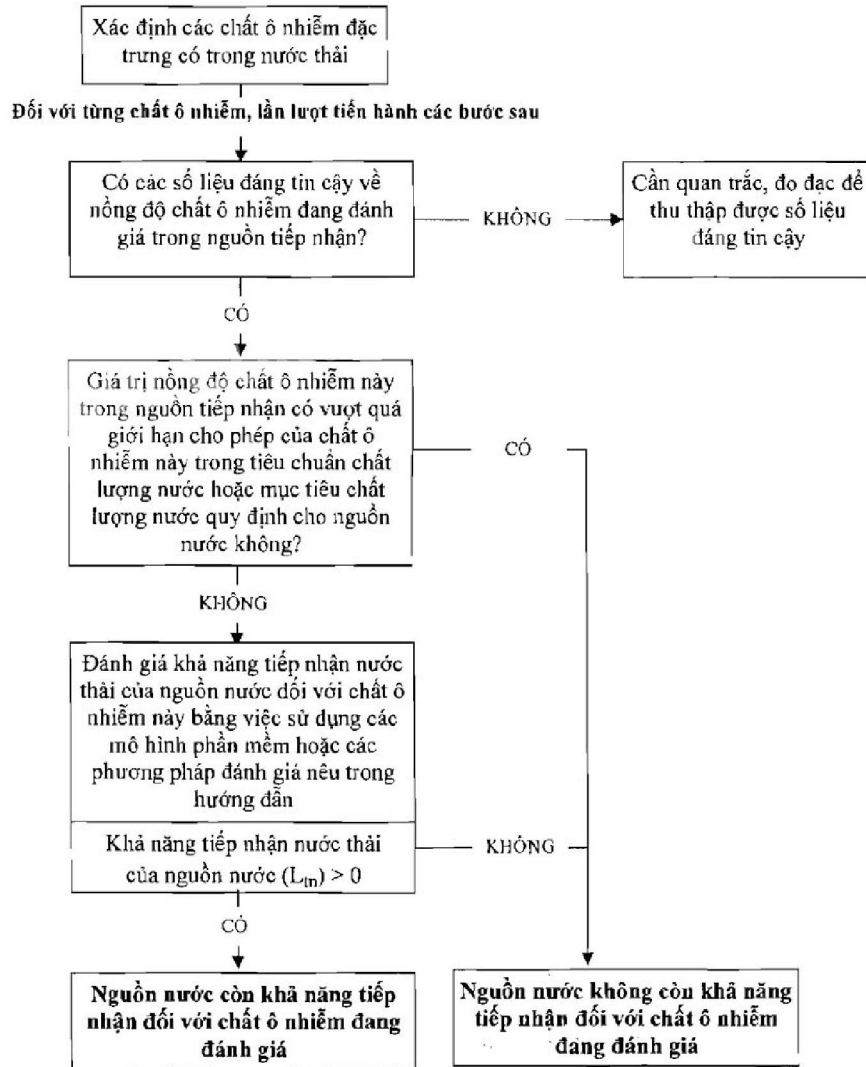 Xác định các chất ô nhiễm đặc
trưng có trong nước thải
Đối với từng chất ô nhiễm, lần lượt tiến hành các bước sau
Có các số liệu đáng tin cậy về
nồng độ chất ô nhiễm đang đánh
giá trong nguồn tiếp nhận?
KHÔNG
Cần quan trắc, đo đạc để
thu thập được số liệu
đáng tin cậy
CÓ
Giá trị nồng độ chất ô nhiễm này
trong nguồn tiếp nhận có vượt quá
giới hạn cho phép của chất ô
nhiễm này trong tiêu chuẩn chất
lượng nước hoặc mục tiêu chất
lượng nước quy định cho nguồn
nước không?
CÓ
KHÔNG
Đánh giá khả năng tiếp nhận nước
thải của nguồn nước đối với chất ô
nhiễm này bằng việc sử dụng các
mô hình phần mềm hoặc các
phương pháp đánh giá nêu trong
hướng dẫn
Khả năng tiếp nhận nước thải
của nguồn nước (Ltn) > 0
KHÔNG
CÓ
Nguồn nước còn khả năng tiếp
nhận đối với chất ô nhiễm đang
đánh giá
Nguồn nước không còn khả năng
tiếp nhận đối với chất ô nhiễm
đang đánh giá